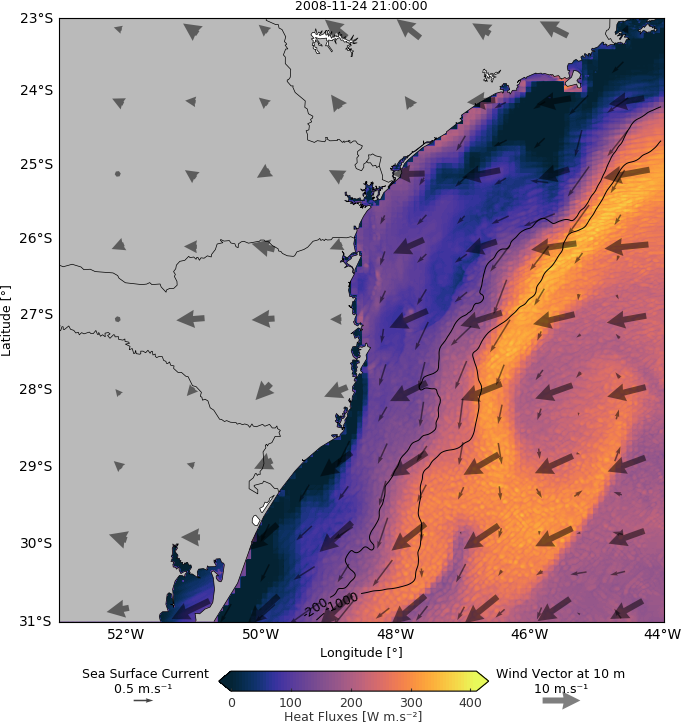 2008-11-24 21:00:00
23°S
24°S
25°S
26°S
27°S
28°S
29°S
30°S
31°S
Latitude [°]
-200
-1000
52°W 50°W 48°W 46°W 44°W
Longitude [°]
Sea Surface Current
0.5 m.s⁻¹
Wind Vector at 10 m
10 m.s⁻¹
0 100 200 300 400
Heat Fluxes [W m.s⁻²]